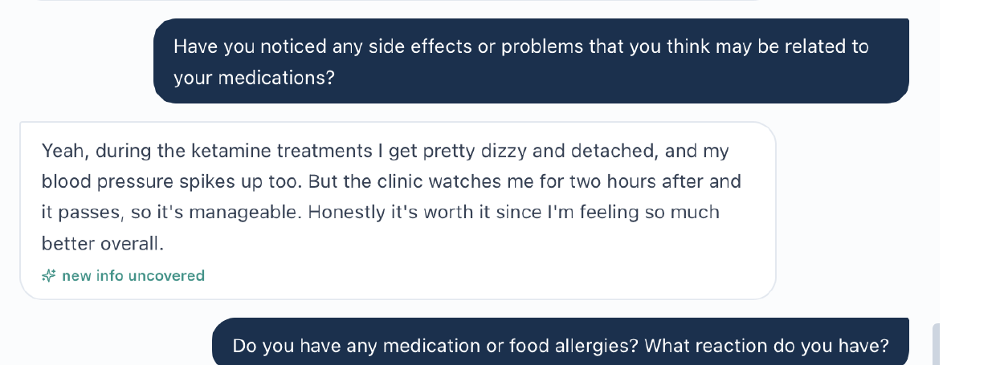 Have you noticed any side effects or problems that you think may be related to
your medications?
Yeah, during the ketamine treatments I get pretty dizzy and detached, and my
blood pressure spikes up too. But the clinic watches me for two hours after and
it passes, so it's manageable. Honestly it's worth it since I'm feeling so much
better overall.
new info uncovered
Do you have any medication or food allergies? What reaction do you have?